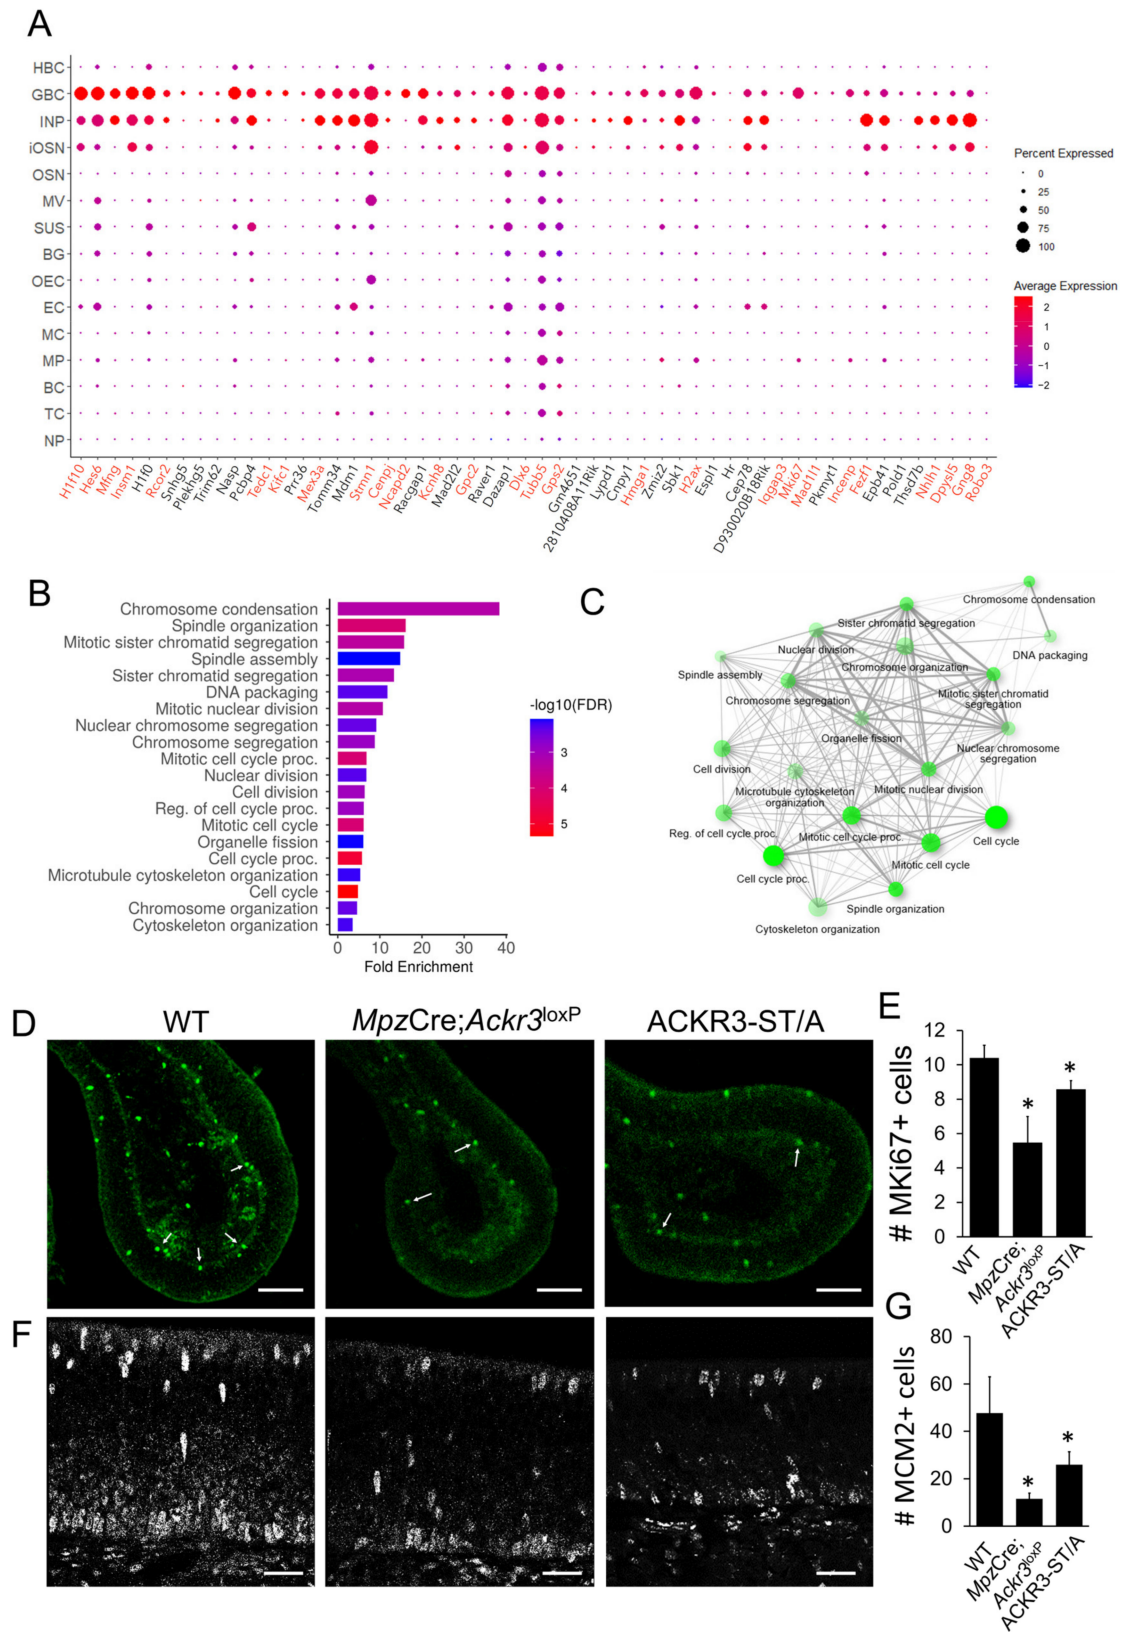 A
HBC
GBC
INP
iOSN
OSN
MV
SUS
BG
OEC
EC
MC
MP
BC
TC
NP
H1f10
Hes6
Mfng
Insm1
H1f0
Rcor2
Snhg5
Plekhg5
Trim62
Nasp
Pcbp4
Tedc1
Kifc1
Prr36
Mex3a
Tomm34
Mdm1
Stmn1
Cenpj
Ncapd2
Racgap1
Kcnh8
Mad2l2
Gpc2
Raver1
Dazap1
Dlx6
Tubb5
Gps2
Gm4651
2810408A11Rik
Lypd1
Cnpy1
Hmga1
Zmiz2
Sbk1
H2ax
Espl1
Hr
Cep78
D930020B18Rik
Iqgap3
Mki67
Mad1l1
Pkmyt1
Incenp
Fezf1
Epb41
Pold1
Thsd7b
Nhlh1
Dpysl5
Gng8
Robo3
Percent Expressed
0
25
50
75
100
Average Expression
2
1
0
−1
−2
B
Chromosome condensation
Spindle organization
Mitotic sister chromatid segregation
Spindle assembly
Sister chromatid segregation
DNA packaging
Mitotic nuclear division
Nuclear chromosome segregation
Chromosome segregation
Mitotic cell cycle proc.
Nuclear division
Cell division
Reg. of cell cycle proc.
Mitotic cell cycle
Organelle fission
Cell cycle proc.
Microtubule cytoskeleton organization
Cell cycle
Chromosome organization
Cytoskeleton organization
0 10 20 30 40
Fold Enrichment
-log10(FDR)
3
4
5
C
Chromosome condensation
Sister chromatid segregation
Nuclear division
DNA packaging
Chromosome organization
Spindle assembly
Mitotic sister chromatid
segregation
Chromosome segregation
Organelle fission
Nuclear chromosome
segregation
Cell division
Mitotic nuclear division
Microtubule cytoskeleton
organization
Reg. of cell cycle proc.
Mitotic cell cycle proc.
Cell cycle
Mitotic cell cycle
Cell cycle proc.
Spindle organization
Cytoskeleton organization
D
WT
MpzCre;Ackr3loxP
ACKR3-ST/A
E
# MKi67+ cells
12
10
8
6
4
2
0
*
*
WT
MpzCre;
Ackr3loxP
ACKR3-ST/A
F
G
# MCM2+ cells
80
60
40
20
0
*
*
WT
MpzCre;
Ackr3loxP
ACKR3-ST/A